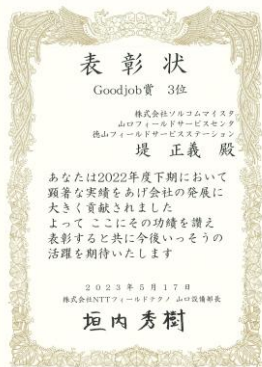 表彰状
Goodjob賞 3位
株式会社ソルコムマイスタ
山口フィールドサービスセンタ
徳山フィールドサービスステーション
堤 正義 殿
あなたは2022年度下期において
顕著な実績をあげ会社の発展に
大きく貢献されました
よって ここにその功績を讃え
表彰すると共に今後いっそうの
活躍を期待いたします
2023年5月17日
株式会社NTTフィールドテクノ 山口設備部長
垣内 秀樹